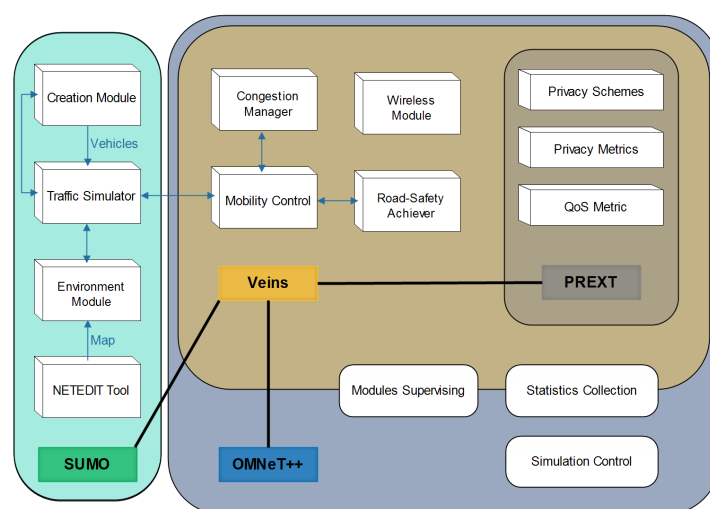 Creation Module
Vehicles
Traffic Simulator
Environment
Module
Map
NETEDIT Tool
SUMO
Congestion
Manager
Wireless
Module
Mobility Control
Road-Safety
Achiever
Veins
Privacy Schemes
Privacy Metrics
QoS Metric
PREXT
Modules Supervising
Statistics Collection
OMNeT++
Simulation Control